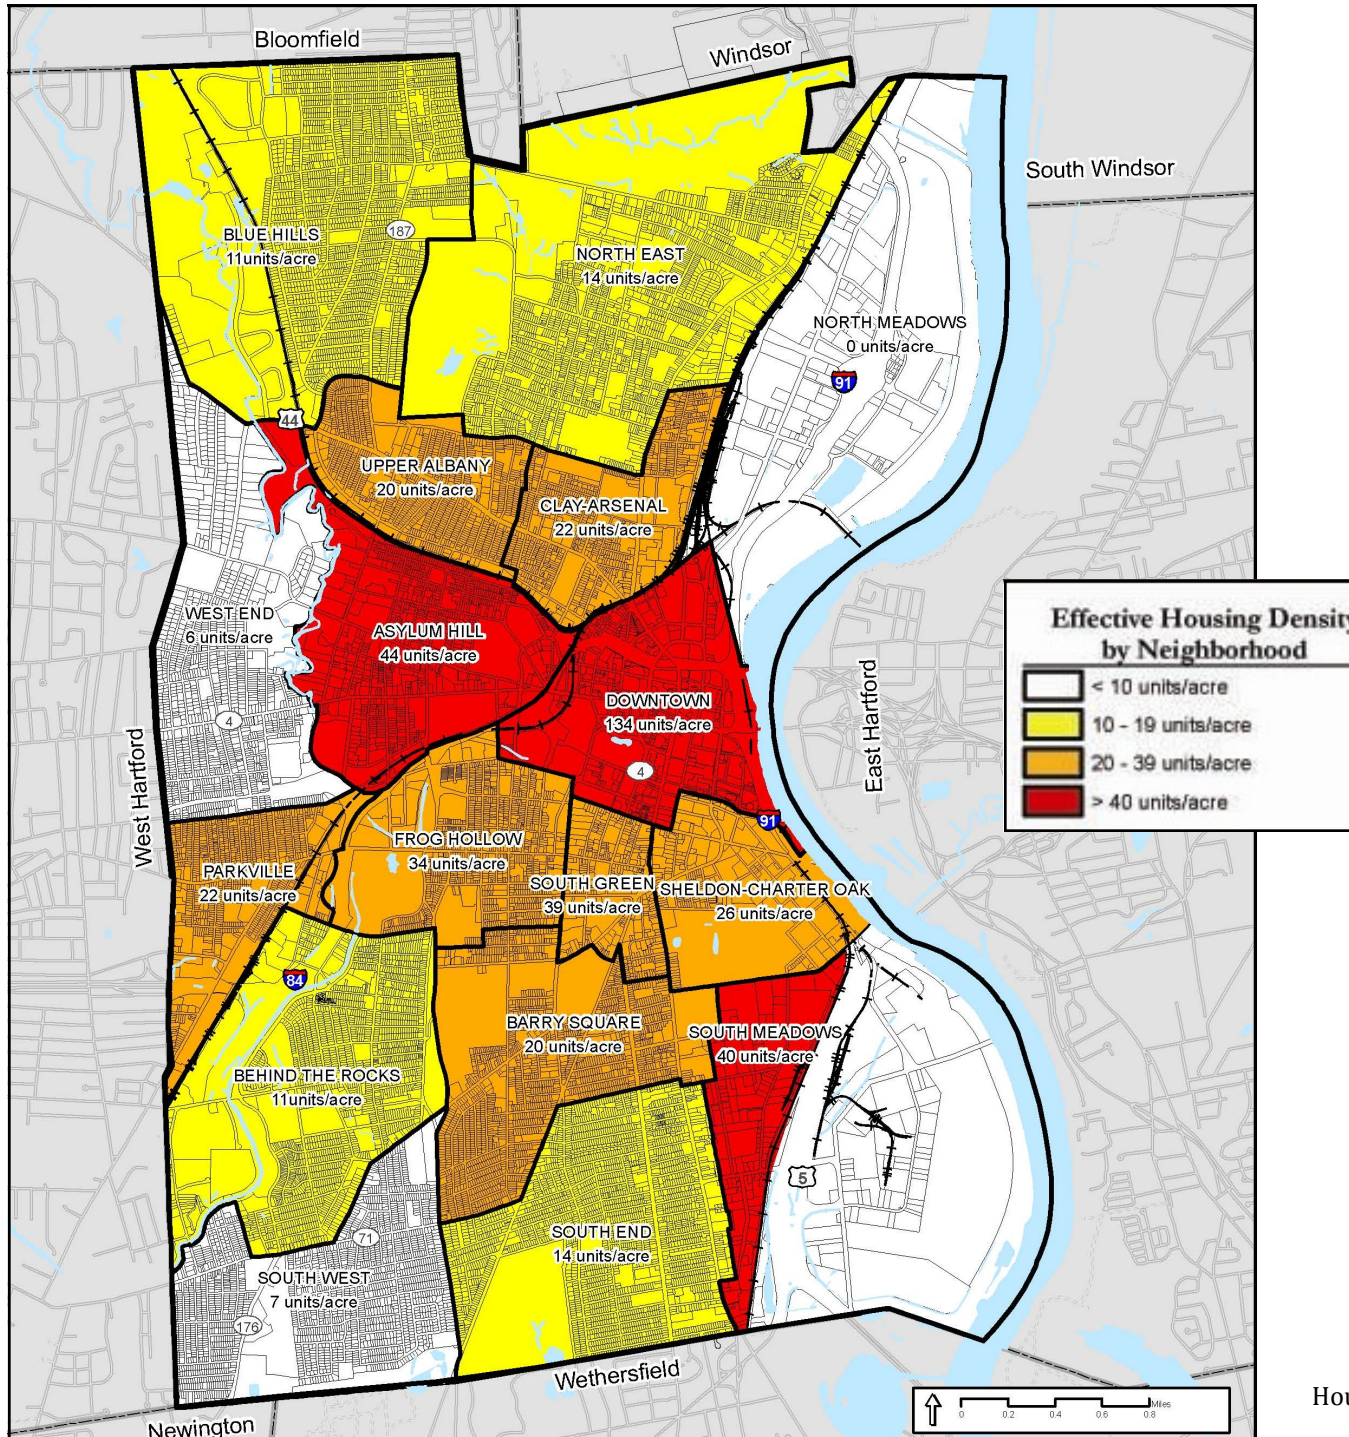 Bloomfield
Windsor
South Windsor
BLUE HILLS
11units/acre
187
NORTH EAST
14 units/acre
NORTH MEADOWS
0 units/acre
91
44
UPPER ALBANY
20 units/acre
CLAY-ARSENAL
22 units/acre
WEST END
6 units/acre
ASYLUM HILL
44 units/acre
4
DOWNTOWN
134 units/acre
4
East Hartford
West Hartford
Effective Housing Density
by Neighborhood
< 10 units/acre
10 - 19 units/acre
20 - 39 units/acre
> 40 units/acre
91
FROG HOLLOW
34 units/acre
PARKVILLE
22 units/acre
SOUTH GREEN
39 units/acre
SHELDON-CHARTER OAK
26 units/acre
84
BARRY SQUARE
20 units/acre
SOUTH MEADOWS
40 units/acre
BEHIND THE ROCKS
11units/acre
5
SOUTH END
14 units/acre
71
SOUTH WEST
7 units/acre
176
Wethersfield
Newington
0 0.2 0.4 0.6 0.8 Miles
Hou